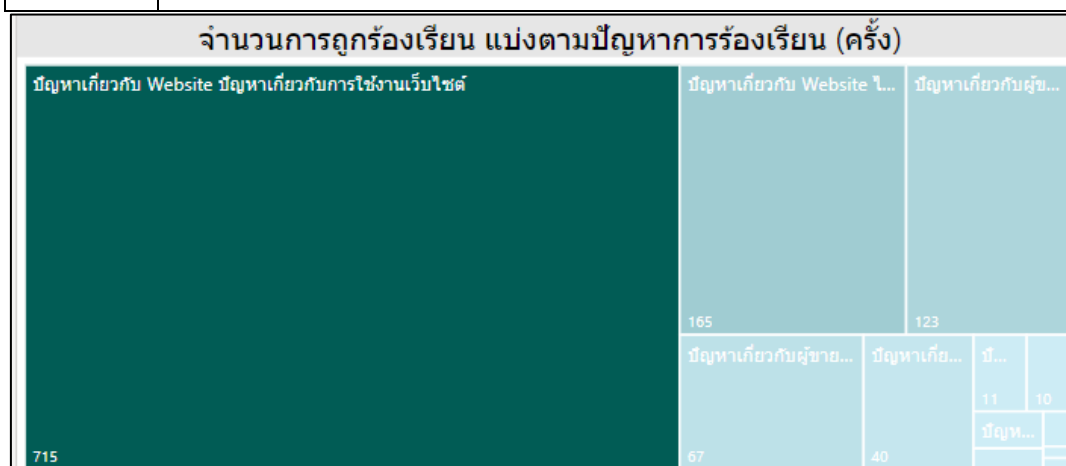 จำนวนการถูกร้องเรียน แบ่งตามปัญหาการร้องเรียน (ครั้ง)
ปัญหาเกี่ยวกับ Website ปัญหาเกี่ยวกับการใช้งานเว็บไซต์
715
ปัญหาเกี่ยวกับ Website ไ...
165
ปัญหาเกี่ยวกับผู้ข...
123
ปัญหาเกี่ยวกับผู้ขาย...
67
ปัญหาเกี่ย...
40
ปั...
11
10
ปัญห...